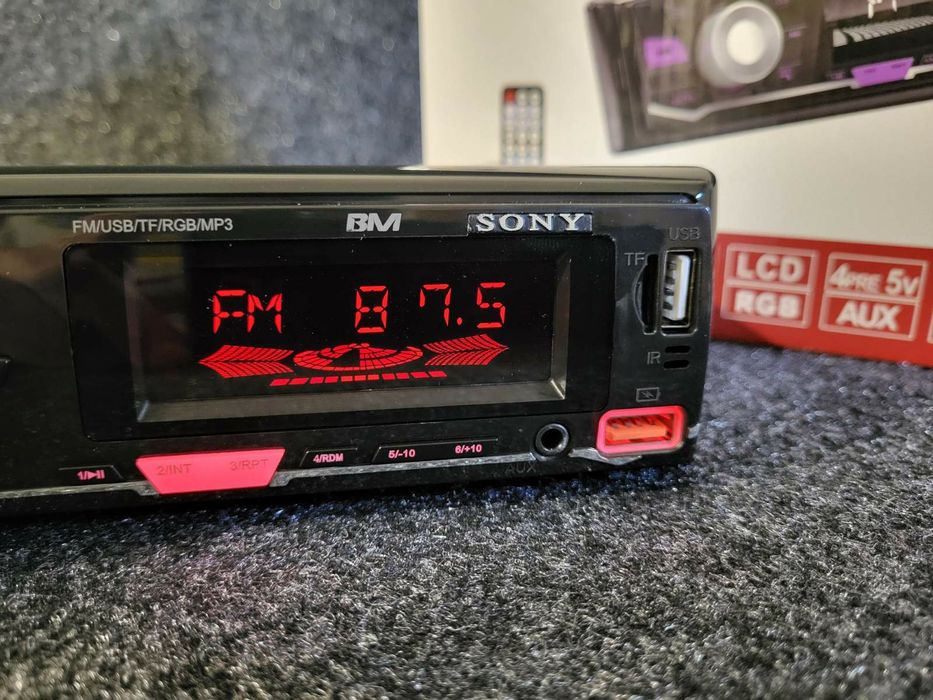 FM/USB/TF/RGB/MP3
BM
SONY
USB
TF
FM 87.5
IR
1/▶II
2/INT
3/RPT
4/RDM
5/-10
6/+10
AUX
LCD
RGB
4PRE 5V
AUX